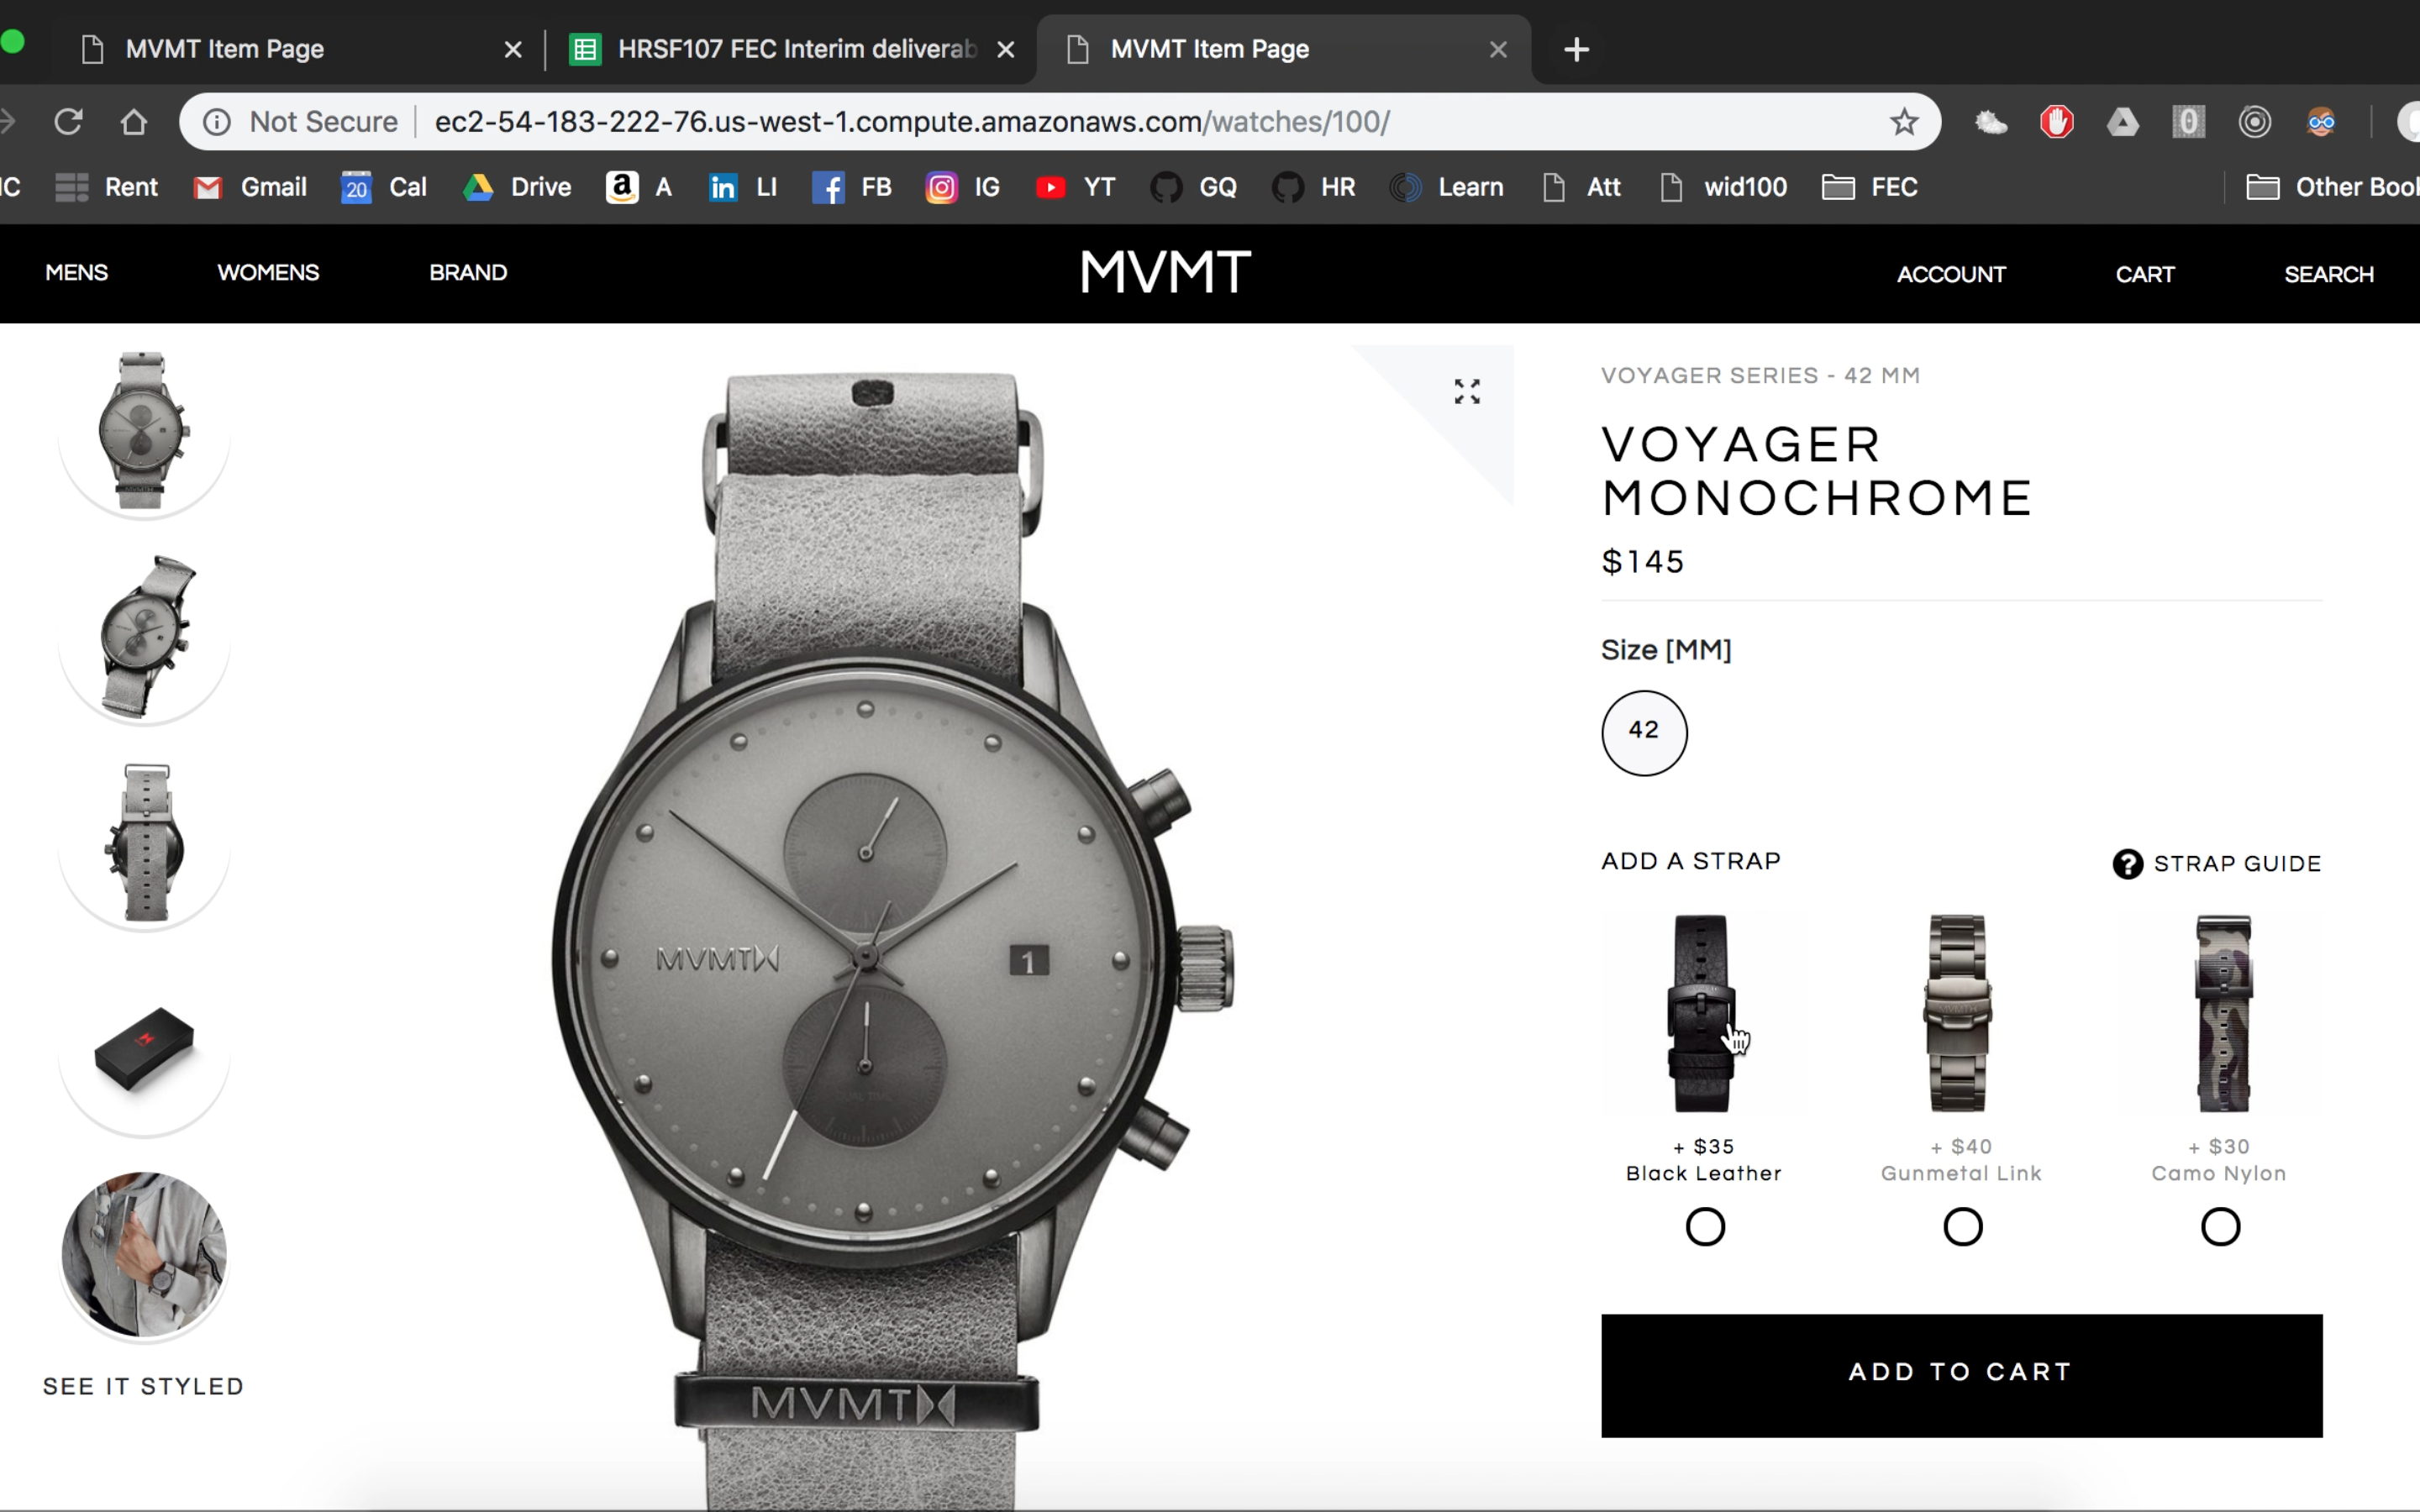 MVMT Item Page
HRSF107 FEC Interim deliverab
MVMT Item Page
Not Secure
ec2-54-183-222-76.us-west-1.compute.amazonaws.com/watches/100/
Rent
Gmail
20
Cal
Drive
a
A
in
LI
f
FB
IG
YT
GQ
HR
Learn
Att
wid100
FEC
Other Book
MENS
WOMENS
BRAND
MVMT
ACCOUNT
CART
SEARCH
VOYAGER SERIES - 42 MM
VOYAGER
MONOCHROME
$145
Size [MM]
42
ADD A STRAP
? STRAP GUIDE
+ $35
Black Leather
+ $40
Gunmetal Link
+ $30
Camo Nylon
ADD TO CART
MVMT
1
MVMT
SEE IT STYLED